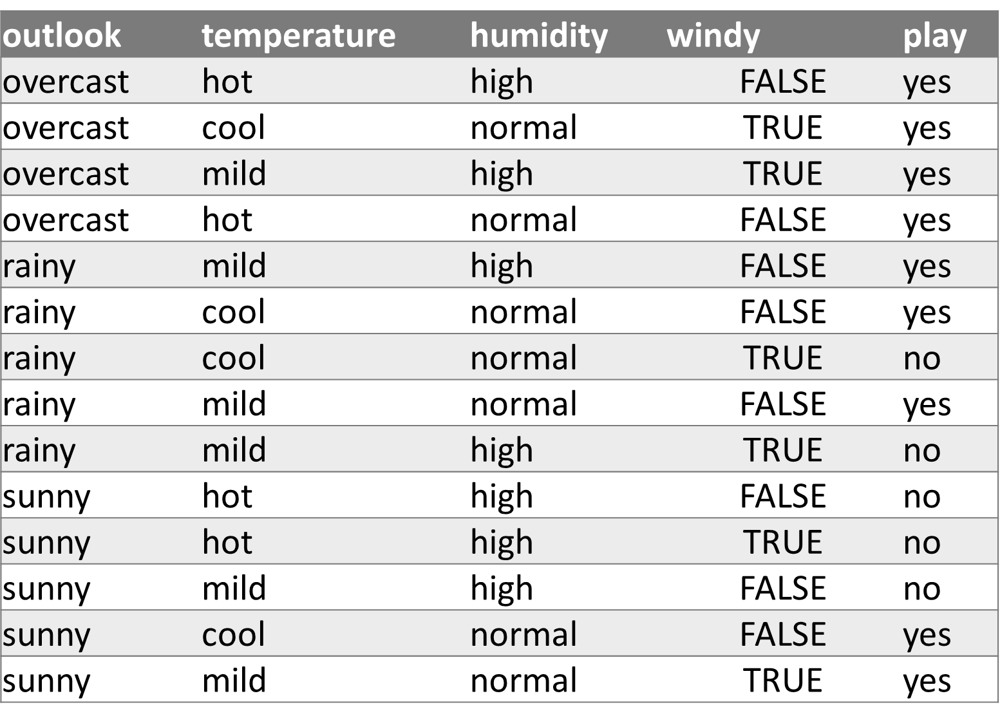 outlook temperature humidity windy play
overcast hot high FALSE yes
overcast cool normal TRUE yes
overcast mild high TRUE yes
overcast hot normal FALSE yes
rainy mild high FALSE yes
rainy cool normal FALSE yes
rainy cool normal TRUE no
rainy mild normal FALSE yes
rainy mild high TRUE no
sunny hot high FALSE no
sunny hot high TRUE no
sunny mild high FALSE no
sunny cool normal FALSE yes
sunny mild normal TRUE yes